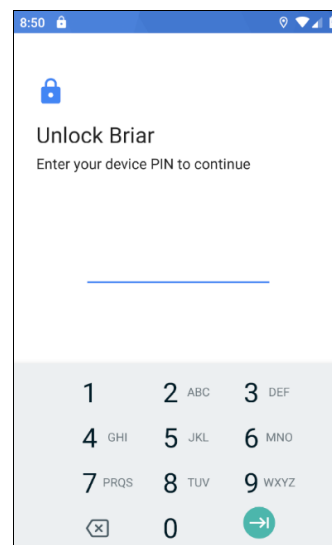 8:50
Unlock Briar
Enter your device PIN to continue
1 2 ABC 3 DEF
4 GHI 5 JKL 6 MNO
7 PRQS 8 TUV 9 WXYZ
0